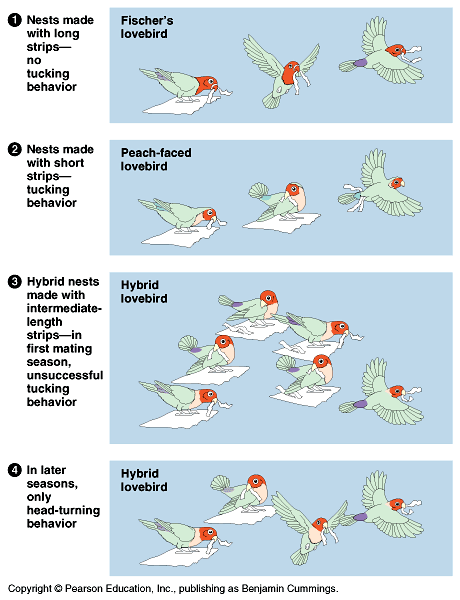 1 Nests made
with long
strips—
no
tucking
behavior
Fischer's
lovebird
2 Nests made
with short
strips—
tucking
behavior
Peach-faced
lovebird
3 Hybrid nests
made with
intermediate-
length
strips—in
first mating
season,
unsuccessful
tucking
behavior
Hybrid
lovebird
4 In later
seasons,
only
head-turning
behavior
Hybrid
lovebird
Copyright © Pearson Education, Inc., publishing as Benjamin Cummings.